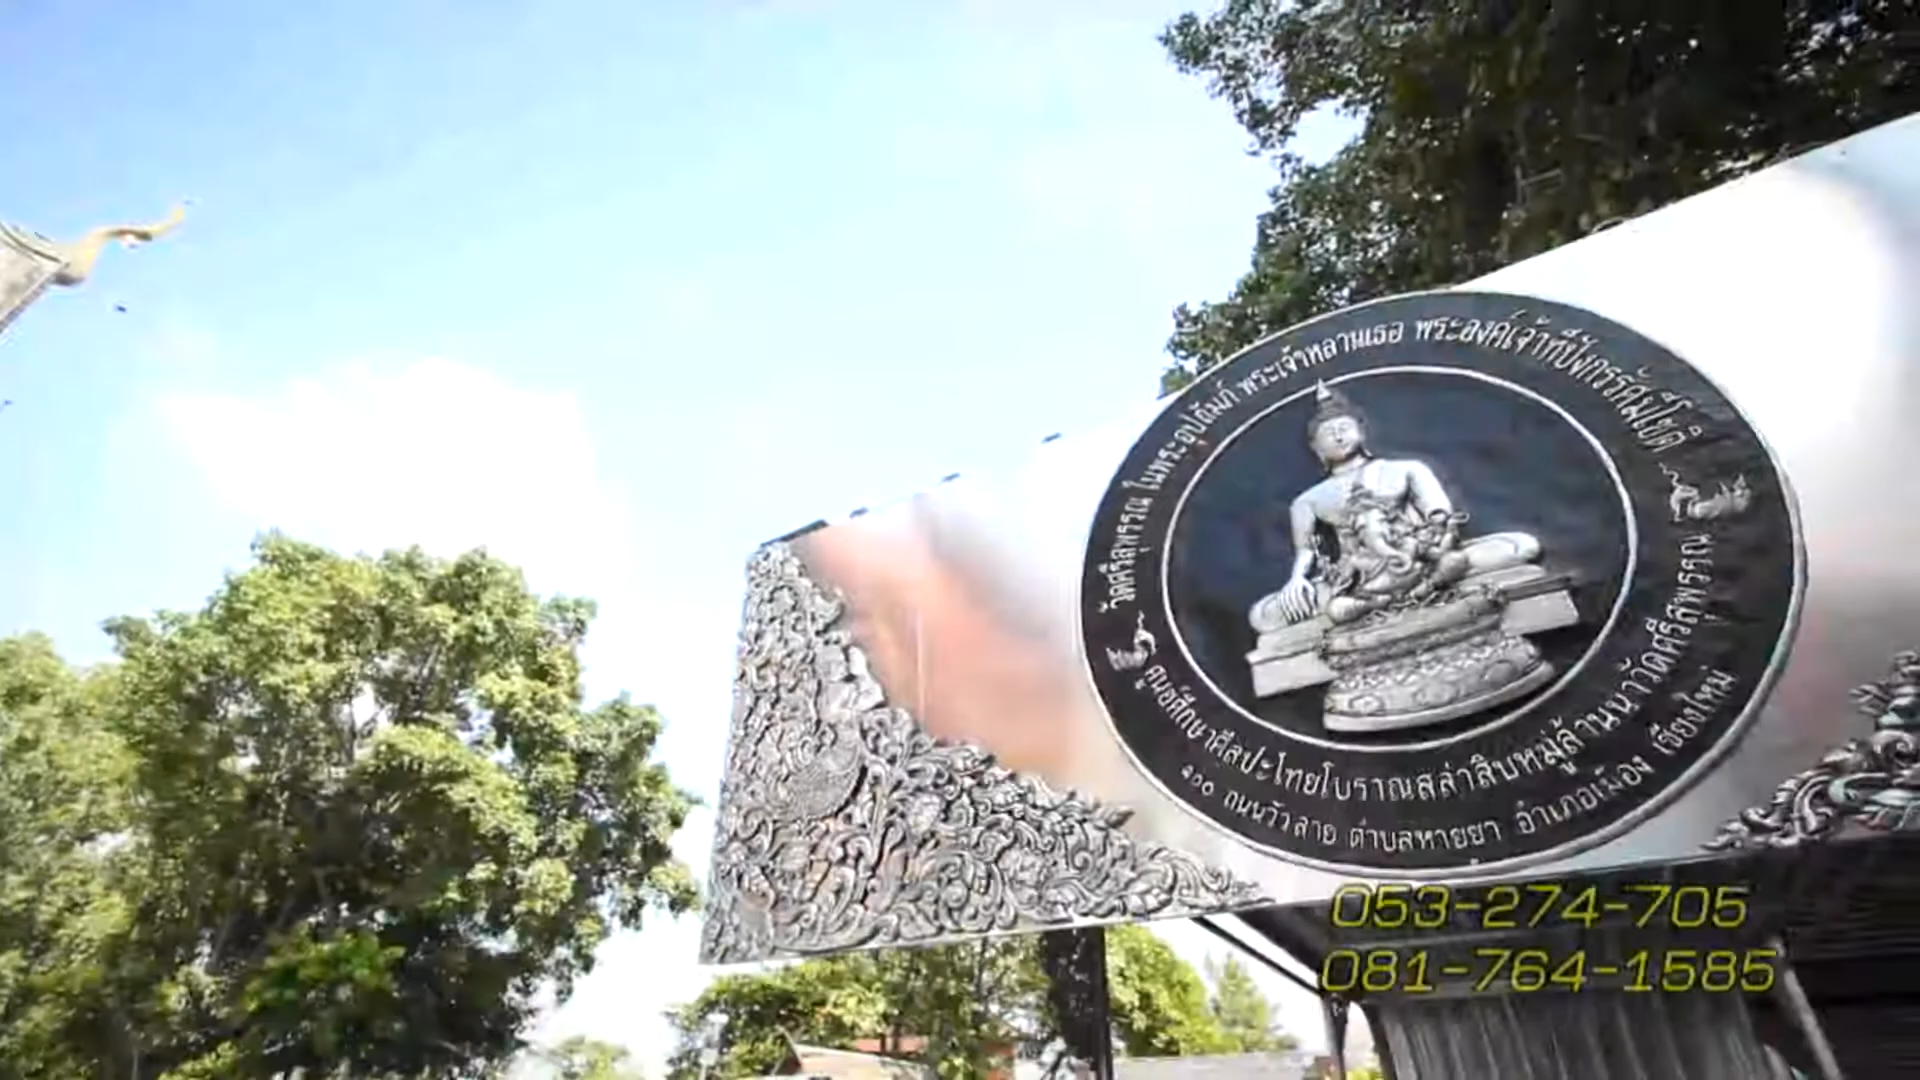 วัดศรีสุพรรณ ในพระอุปถัมภ์ พระเจ้าหลานเธอ พระองค์เจ้าทีปังกรรัศมีโชติ
ศูนย์ศึกษาศิลปะไทยโบราณสล่าสิบหมู่ล้านนาวัดศรีสุพรรณ
๑๐๐ ถนนวัวลาย ตำบลหายยา อำเภอเมือง เชียงใหม่
053-274-705
081-764-1585